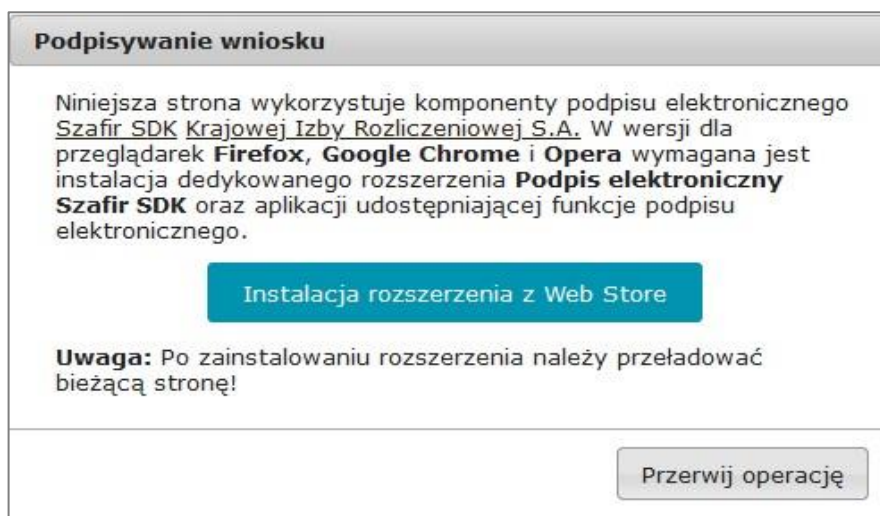 Podpisywanie wniosku
Niniejsza strona wykorzystuje komponenty podpisu elektronicznego
Szafir SDK Krajowej Izby Rozliczeniowej S.A. W wersji dla
przeglądarek Firefox, Google Chrome i Opera wymagana jest
instalacja dedykowanego rozszerzenia Podpis elektroniczny
Szafir SDK oraz aplikacji udostępniającej funkcje podpisu
elektronicznego.
Instalacja rozszerzenia z Web Store
Uwaga: Po zainstalowaniu rozszerzenia należy przeładować
bieżącą stronę!
Przerwij operację